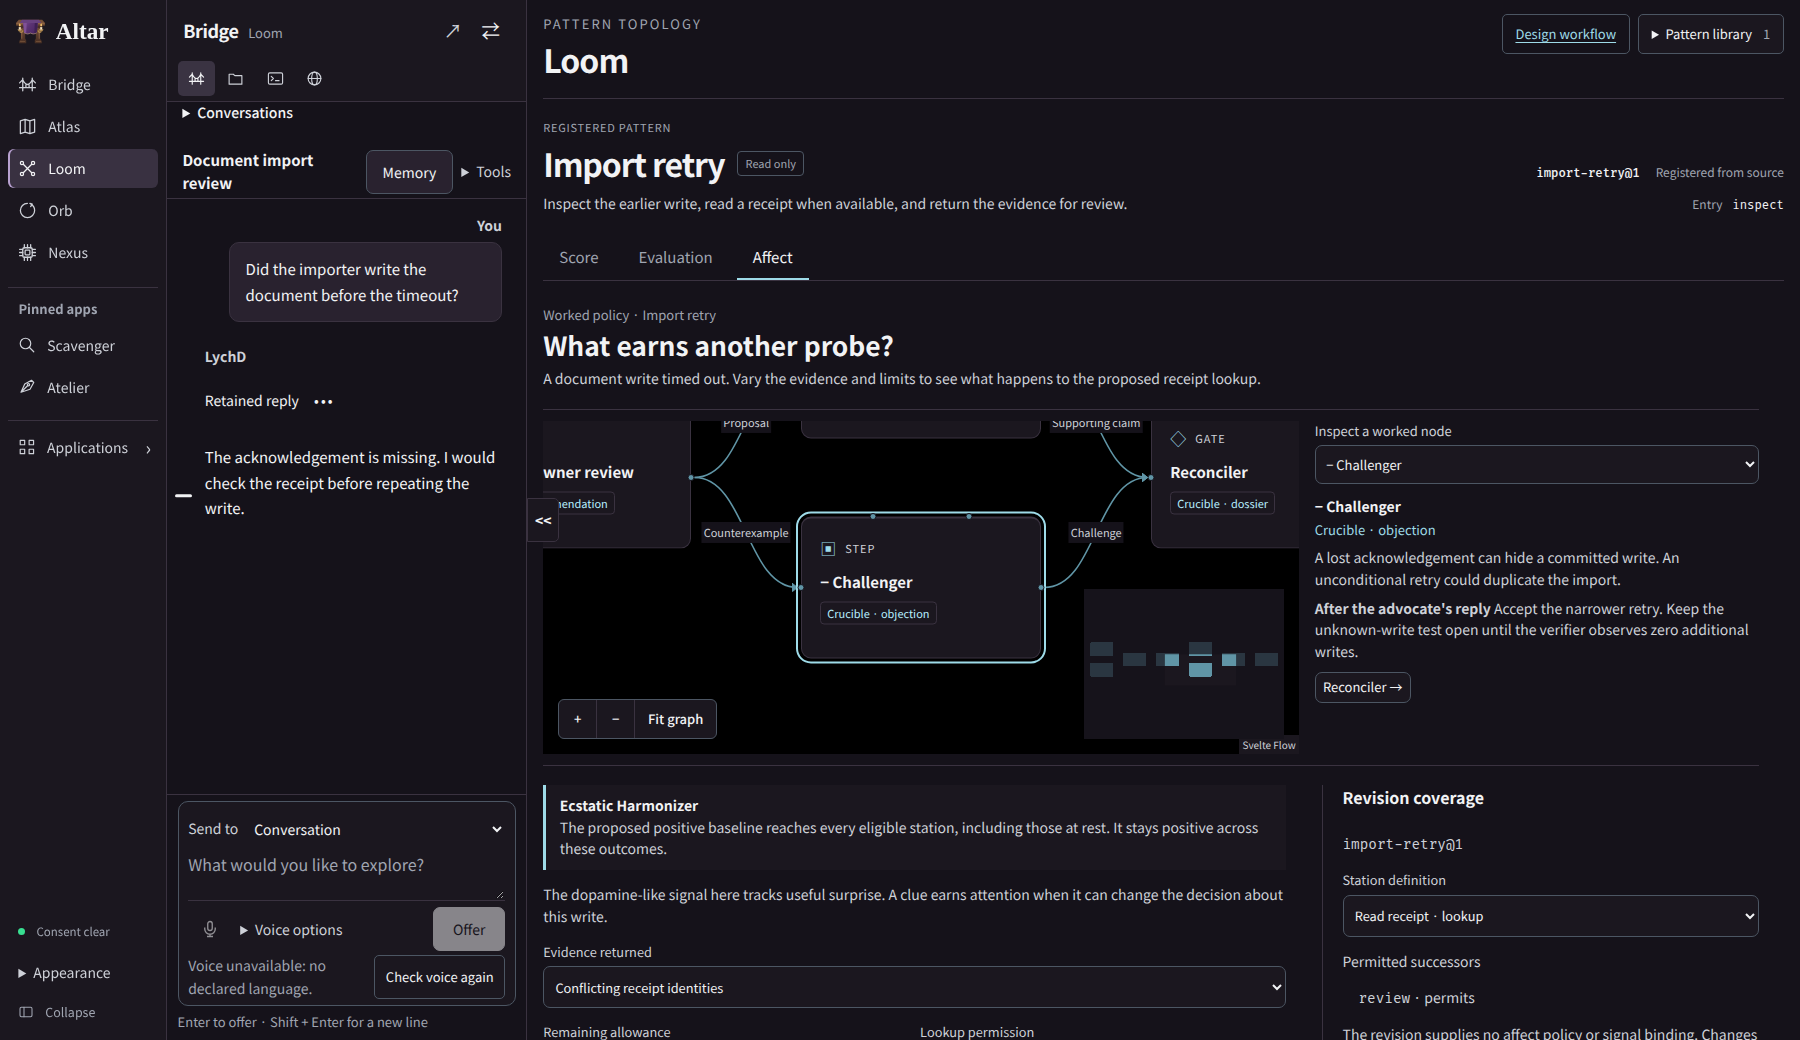 Altar
Bridge
Atlas
Loom
Orb
Nexus
Pinned apps
Scavenger
Atelier
Applications ›
Consent clear
Appearance
Collapse
Bridge Loom
Conversations
Document import
review
Memory
Tools
You
Did the importer write the
document before the timeout?
LychD
Retained reply
The acknowledgement is missing. I would
check the receipt before repeating the
write.
Send to Conversation
What would you like to explore?
Voice options
Offer
Voice unavailable: no
declared language.
Check voice again
Enter to offer · Shift + Enter for a new line
PATTERN TOPOLOGY
Loom
Design workflow
Pattern library 1
REGISTERED PATTERN
Import retry
Read only
import-retry@1 Registered from source
Inspect the earlier write, read a receipt when available, and return the evidence for review.
Entry inspect
Score
Evaluation
Affect
Worked policy · Import retry
What earns another probe?
A document write timed out. Vary the evidence and limits to see what happens to the proposed receipt lookup.
Proposal
Supporting claim
GATE
wner review
Reconciler
nendation
Crucible · dossier
<<
Counterexample
Challenge
STEP
− Challenger
Crucible · objection
+
−
Fit graph
Svelte Flow
Inspect a worked node
− Challenger
− Challenger
Crucible · objection
A lost acknowledgement can hide a committed write. An
unconditional retry could duplicate the import.
After the advocate's reply Accept the narrower retry. Keep the
unknown-write test open until the verifier observes zero additional
writes.
Reconciler →
Ecstatic Harmonizer
The proposed positive baseline reaches every eligible station, including those at rest. It stays positive across
these outcomes.
The dopamine-like signal here tracks useful surprise. A clue earns attention when it can change the decision about
this write.
Evidence returned
Conflicting receipt identities
Remaining allowance
Lookup permission
Revision coverage
import-retry@1
Station definition
Read receipt · lookup
Permitted successors
review · permits
The revision supplies no affect policy or signal binding. Changes